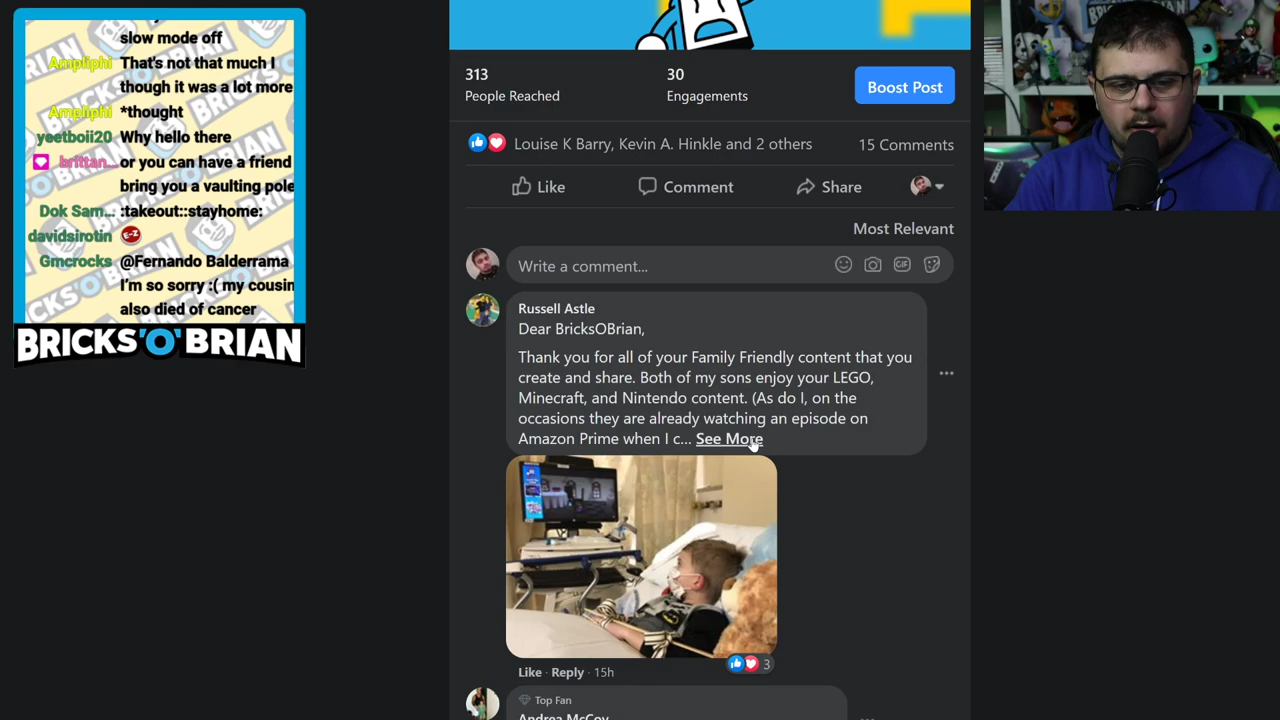 slow mode off
Ampliphi That's not that much I
though it was a lot more
Ampliphi *thought
yeetboii20 Why hello there
brittan... or you can have a friend
bring you a vaulting pole
Dok Sam... :takeout::stayhome:
davidsirotin E-Z
Gmcrocks @Fernando Balderrama
I'm so sorry :( my cousin
also died of cancer
BRICKS'O'BRIAN
313
People Reached
30
Engagements
Boost Post
Louise K Barry, Kevin A. Hinkle and 2 others
15 Comments
Like
Comment
Share
Most Relevant
Write a comment...
GIF
Russell Astle
Dear BricksOBrian,
Thank you for all of your Family Friendly content that you
create and share. Both of my sons enjoy your LEGO,
Minecraft, and Nintendo content. (As do I, on the
occasions they are already watching an episode on
Amazon Prime when I c... See More
3
Like · Reply · 15h
Top Fan
Andrea McCoy